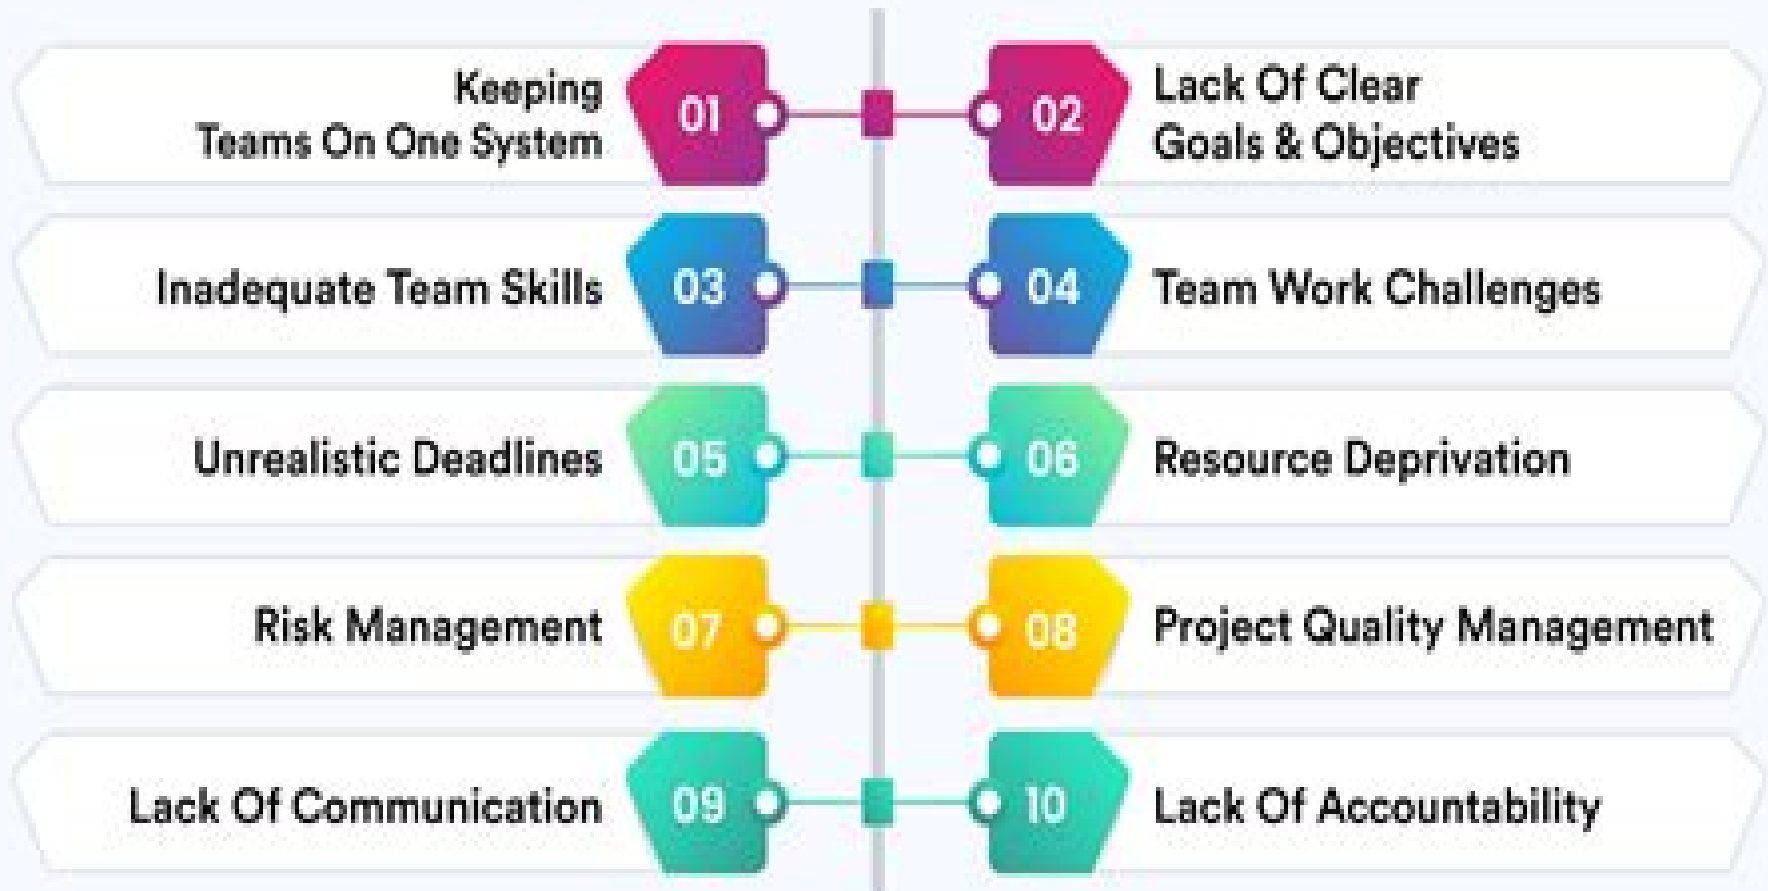 Keeping
Teams On One System
01
02
Lack Of Clear
Goals & Objectives
Inadequate Team Skills
03
04
Team Work Challenges
Unrealistic Deadlines
05
06
Resource Deprivation
Risk Management
07
08
Project Quality Management
Lack Of Communication
09
10
Lack Of Accountability